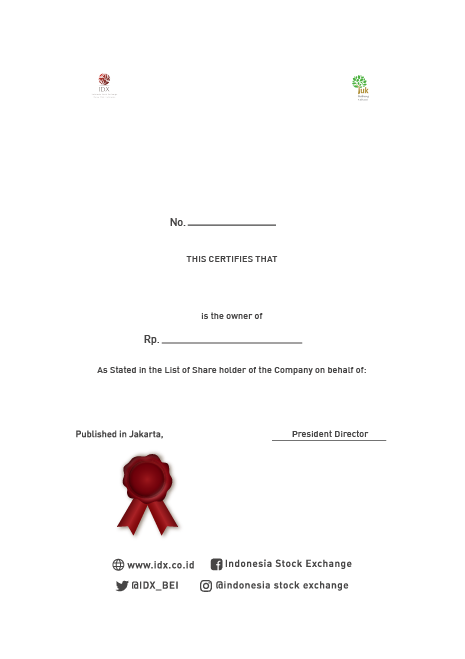 IDX
juk
No.
THIS CERTIFIES THAT
is the owner of
Rp.
As Stated in the List of Share holder of the Company on behalf of:
Published in Jakarta,
President Director
www.idx.co.id
Indonesia Stock Exchange
@IDX_BEI
@indonesia stock exchange